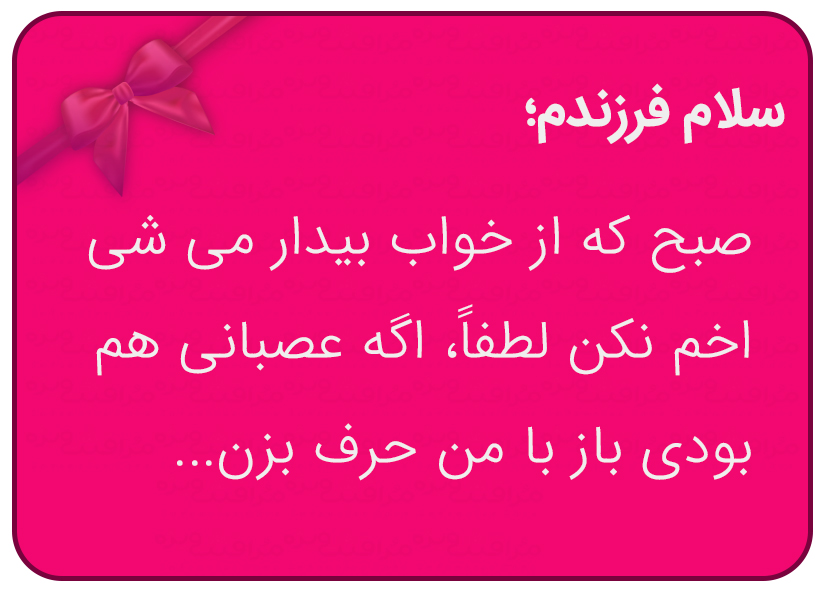 سلام فرزندم؛
صبح که از خواب بیدار می شی
اخم نکن لطفاً، اگه عصبانی هم
بودی باز با من حرف بزن...